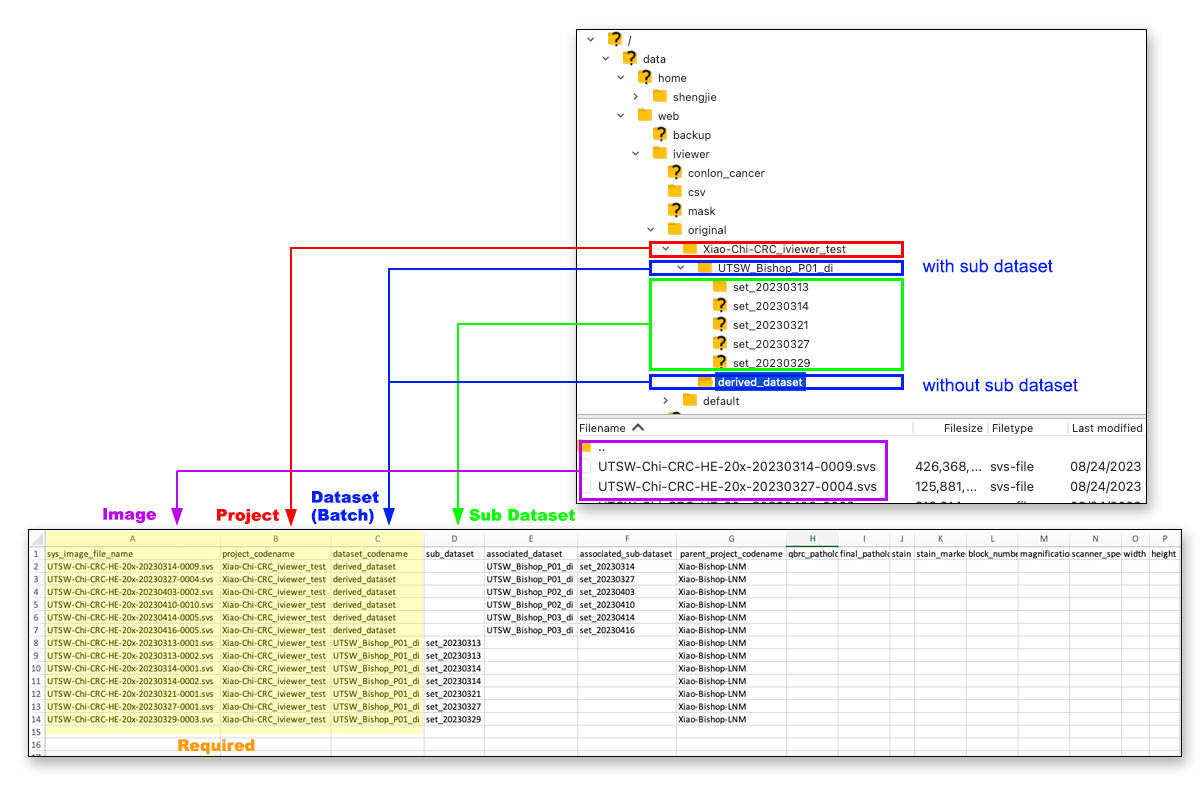 /
data
home
shengjie
web
backup
iviewer
conlon_cancer
csv
mask
original
Xiao-Chi-CRC_iviewer_test
UTSW_Bishop_P01_di
with sub dataset
set_20230313
set_20230314
set_20230321
set_20230327
set_20230329
derived_dataset
without sub dataset
default
Filename Filesize Filetype Last modified
..
UTSW-Chi-CRC-HE-20x-20230314-0009.svs 426,368,... svs-file 08/24/2023
UTSW-Chi-CRC-HE-20x-20230327-0004.svs 125,881,... svs-file 08/24/2023
Image
Project
Dataset
(Batch)
Sub Dataset
A B C D E F G H I J K L M N O P
1 sys_image_file_name project_codename dataset_codename sub_dataset associated_dataset associated_sub-dataset parent_project_codename qbrc_patholo final_patholo stain stain_marke block_numbe magnificatio scanner_spe width height
2 UTSW-Chi-CRC-HE-20x-20230314-0009.svs Xiao-Chi-CRC_iviewer_test derived_dataset UTSW_Bishop_P01_di set_20230314 Xiao-Bishop-LNM
3 UTSW-Chi-CRC-HE-20x-20230327-0004.svs Xiao-Chi-CRC_iviewer_test derived_dataset UTSW_Bishop_P01_di set_20230327 Xiao-Bishop-LNM
4 UTSW-Chi-CRC-HE-20x-20230403-0002.svs Xiao-Chi-CRC_iviewer_test derived_dataset UTSW_Bishop_P02_di set_20230403 Xiao-Bishop-LNM
5 UTSW-Chi-CRC-HE-20x-20230410-0010.svs Xiao-Chi-CRC_iviewer_test derived_dataset UTSW_Bishop_P02_di set_20230410 Xiao-Bishop-LNM
6 UTSW-Chi-CRC-HE-20x-20230414-0005.svs Xiao-Chi-CRC_iviewer_test derived_dataset UTSW_Bishop_P03_di set_20230414 Xiao-Bishop-LNM
7 UTSW-Chi-CRC-HE-20x-20230416-0005.svs Xiao-Chi-CRC_iviewer_test derived_dataset UTSW_Bishop_P03_di set_20230416 Xiao-Bishop-LNM
8 UTSW-Chi-CRC-HE-20x-20230313-0001.svs Xiao-Chi-CRC_iviewer_test UTSW_Bishop_P01_di set_20230313 Xiao-Bishop-LNM
9 UTSW-Chi-CRC-HE-20x-20230313-0002.svs Xiao-Chi-CRC_iviewer_test UTSW_Bishop_P01_di set_20230313 Xiao-Bishop-LNM
10 UTSW-Chi-CRC-HE-20x-20230314-0001.svs Xiao-Chi-CRC_iviewer_test UTSW_Bishop_P01_di set_20230314 Xiao-Bishop-LNM
11 UTSW-Chi-CRC-HE-20x-20230314-0002.svs Xiao-Chi-CRC_iviewer_test UTSW_Bishop_P01_di set_20230314 Xiao-Bishop-LNM
12 UTSW-Chi-CRC-HE-20x-20230321-0001.svs Xiao-Chi-CRC_iviewer_test UTSW_Bishop_P01_di set_20230321 Xiao-Bishop-LNM
13 UTSW-Chi-CRC-HE-20x-20230327-0001.svs Xiao-Chi-CRC_iviewer_test UTSW_Bishop_P01_di set_20230327 Xiao-Bishop-LNM
14 UTSW-Chi-CRC-HE-20x-20230329-0003.svs Xiao-Chi-CRC_iviewer_test UTSW_Bishop_P01_di set_20230329 Xiao-Bishop-LNM
15
16
Required